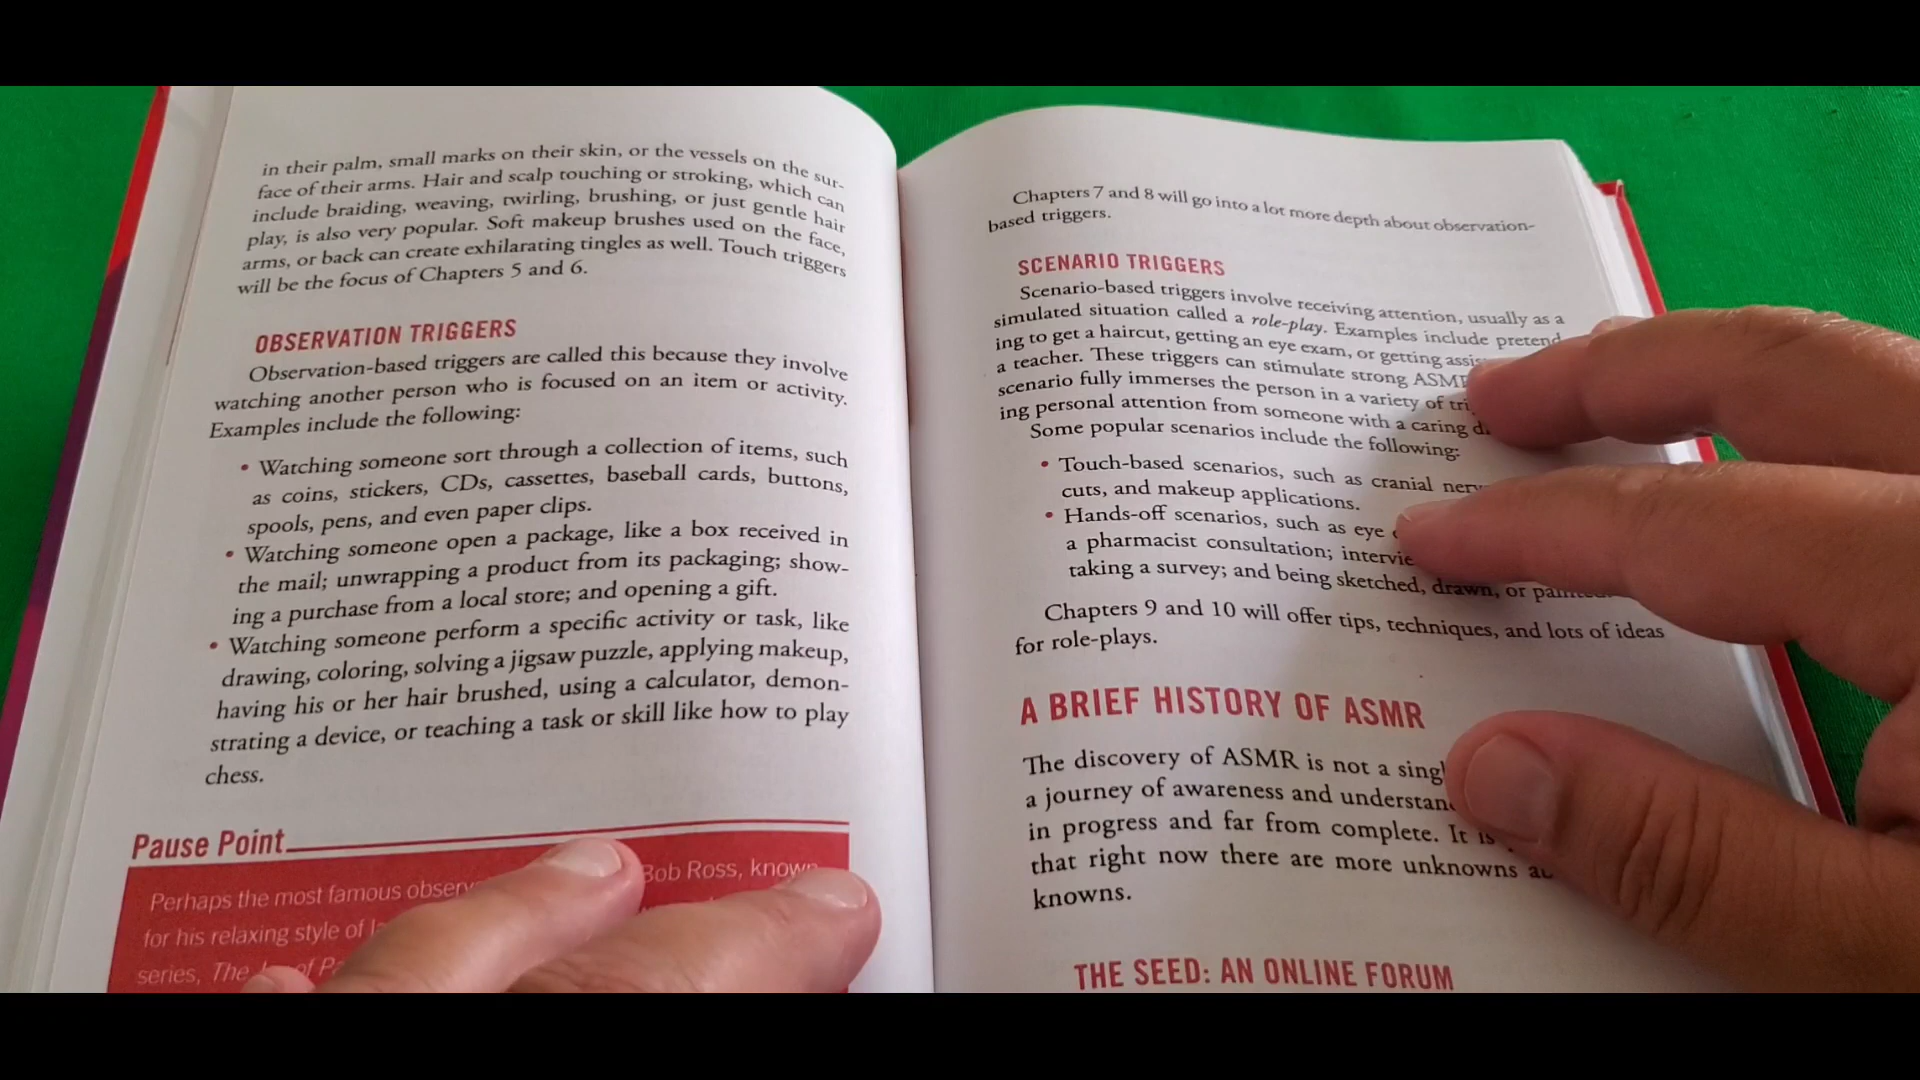 in their palm, small marks on their skin, or the vessels on the sur-
face of their arms. Hair and scalp touching or stroking, which can
include braiding, weaving, twirling, brushing, or just gentle hair
play, is also very popular. Soft makeup brushes used on the face,
arms, or back can create exhilarating tingles as well. Touch triggers
will be the focus of Chapters 5 and 6.
OBSERVATION TRIGGERS
Observation-based triggers are called this because they involve
watching another person who is focused on an item or activity.
Examples include the following:
• Watching someone sort through a collection of items, such
as coins, stickers, CDs, cassettes, baseball cards, buttons,
spools, pens, and even paper clips.
• Watching someone open a package, like a box received in
the mail; unwrapping a product from its packaging; show-
ing a purchase from a local store; and opening a gift.
• Watching someone perform a specific activity or task, like
drawing, coloring, solving a jigsaw puzzle, applying makeup,
having his or her hair brushed, using a calculator, demon-
strating a device, or teaching a task or skill like how to play
chess.
Pause Point
Perhaps the most famous Bob Ross, known
for his relaxing style of
series, The
Chapters 7 and 8 will go into a lot more depth about observation-
based triggers.
SCENARIO TRIGGERS
Scenario-based triggers involve receiving attention, usually as a
simulated situation called a role-play. Examples include pretend-
ing to get a haircut, getting an eye exam, or getting
a teacher. These triggers can stimulate strong ASMR
scenario fully immerses the person in a variety of
ing personal attention from someone with a caring
Some popular scenarios include the following:
• Touch-based scenarios, such as cranial
cuts, and makeup applications.
• Hands-off scenarios, such as eye
a pharmacist consultation;
taking a survey; and being sketched, drawn, or painted.
Chapters 9 and 10 will offer tips, techniques, and lots of ideas
for role-plays.
A BRIEF HISTORY OF ASMR
The discovery of ASMR is not a
a journey of awareness and
in progress and far from complete. It is
that right now there are more unknowns
knowns.
THE SEED: AN ONLINE FORUM